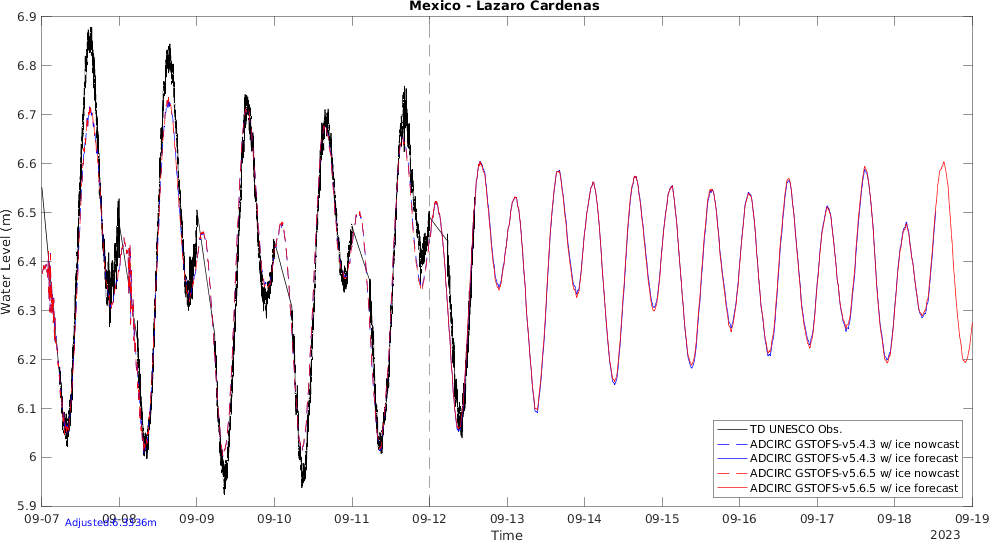 Mexico - Lazaro Cardenas
6.9
6.8
6.7
6.6
6.5
6.4
6.3
6.2
6.1
6
5.9
Water Level (m)
TD UNESCO Obs.
ADCIRC GSTOFS-v5.4.3 w/ ice nowcast
ADCIRC GSTOFS-v5.4.3 w/ ice forecast
ADCIRC GSTOFS-v5.6.5 w/ ice nowcast
ADCIRC GSTOFS-v5.6.5 w/ ice forecast
09-07 09-08 09-09 09-10 09-11 09-12 09-13 09-14 09-15 09-16 09-17 09-18 09-19
Adjusted:6.3336m
Time
2023